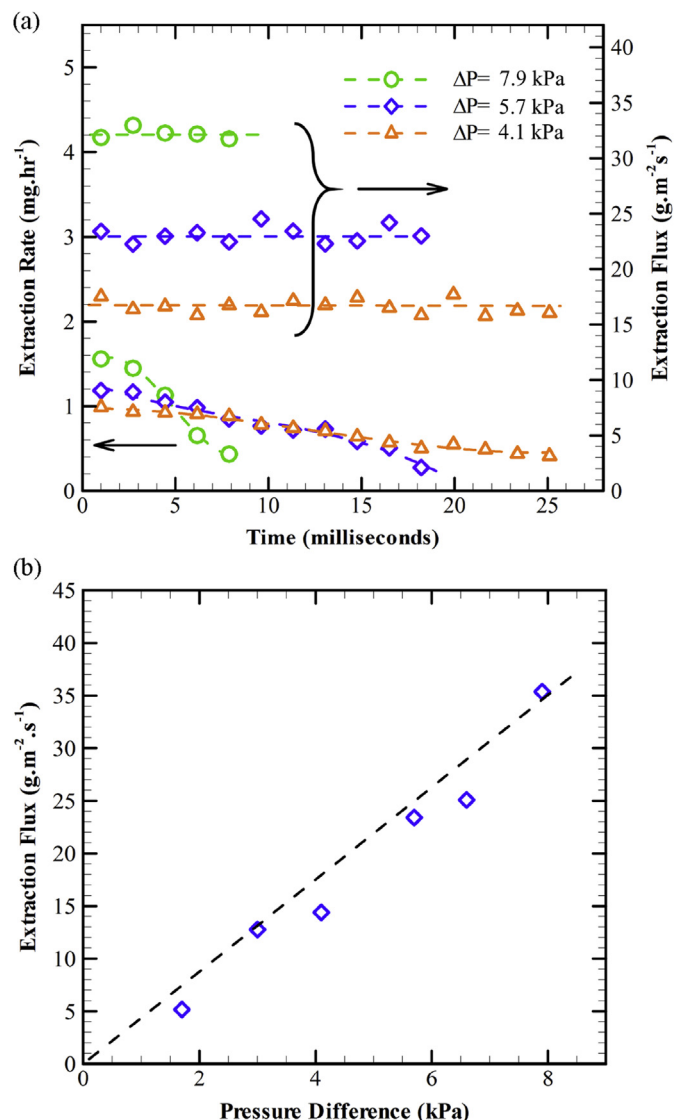 (a)
5
4
3
2
1
0
Extraction Rate (mg.hr⁻¹)
40
35
30
25
20
15
10
5
0
Extraction Flux (g.m⁻²s⁻¹)
ΔP= 7.9 kPa
ΔP= 5.7 kPa
ΔP= 4.1 kPa
0 5 10 15 20 25
Time (milliseconds)
(b)
45
40
35
30
25
20
15
10
5
0
Extraction Flux (g.m⁻².s⁻¹)
0 2 4 6 8
Pressure Difference (kPa)